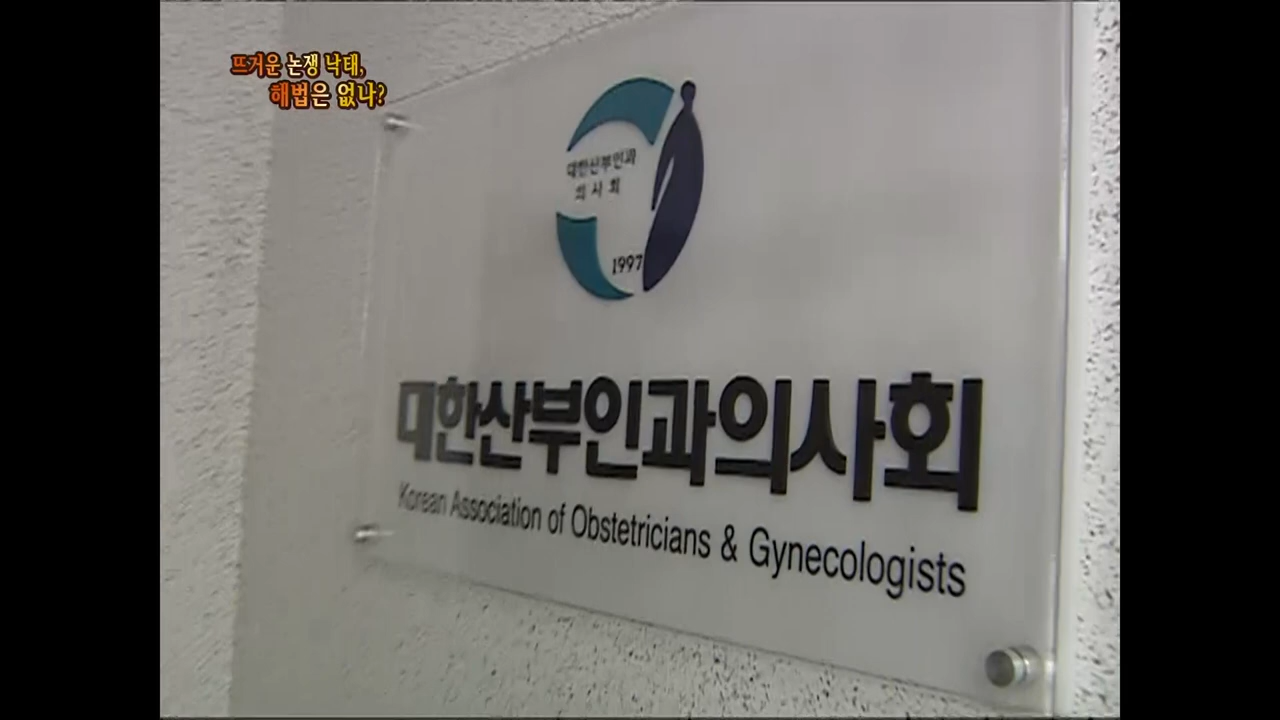 뜨거운 논쟁 낙태,
해법은 없나?
대한산부인과
의사회
1997
대한산부인과의사회
Korean Association of Obstetricians & Gynecologists